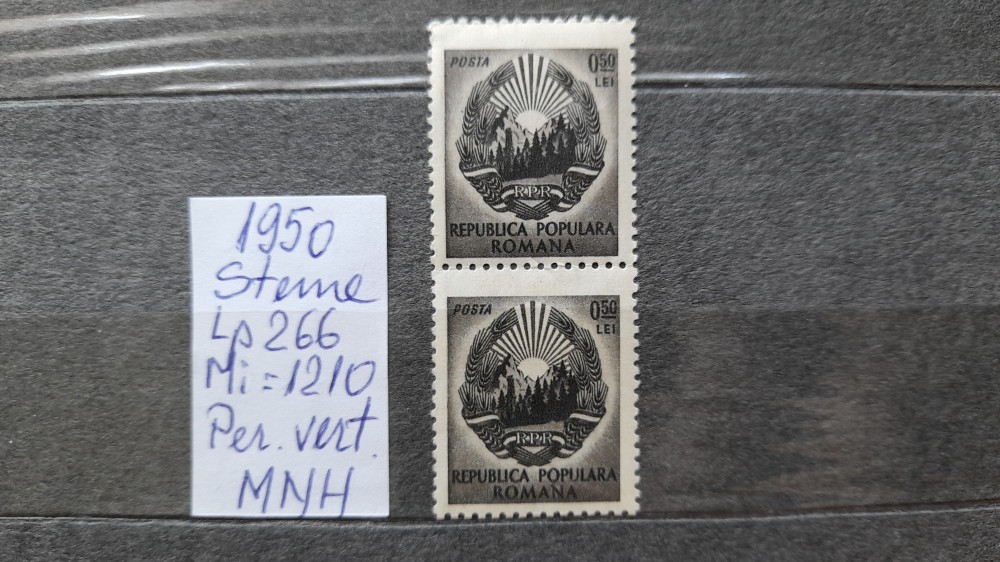 1950
Steme
Lp 266
Mi = 1210
Per. vert.
MNH
POSTA 0.50
LEI
RPR
REPUBLICA POPULARA
ROMANA
POSTA 0.50
LEI
RPR
REPUBLICA POPULARA
ROMANA